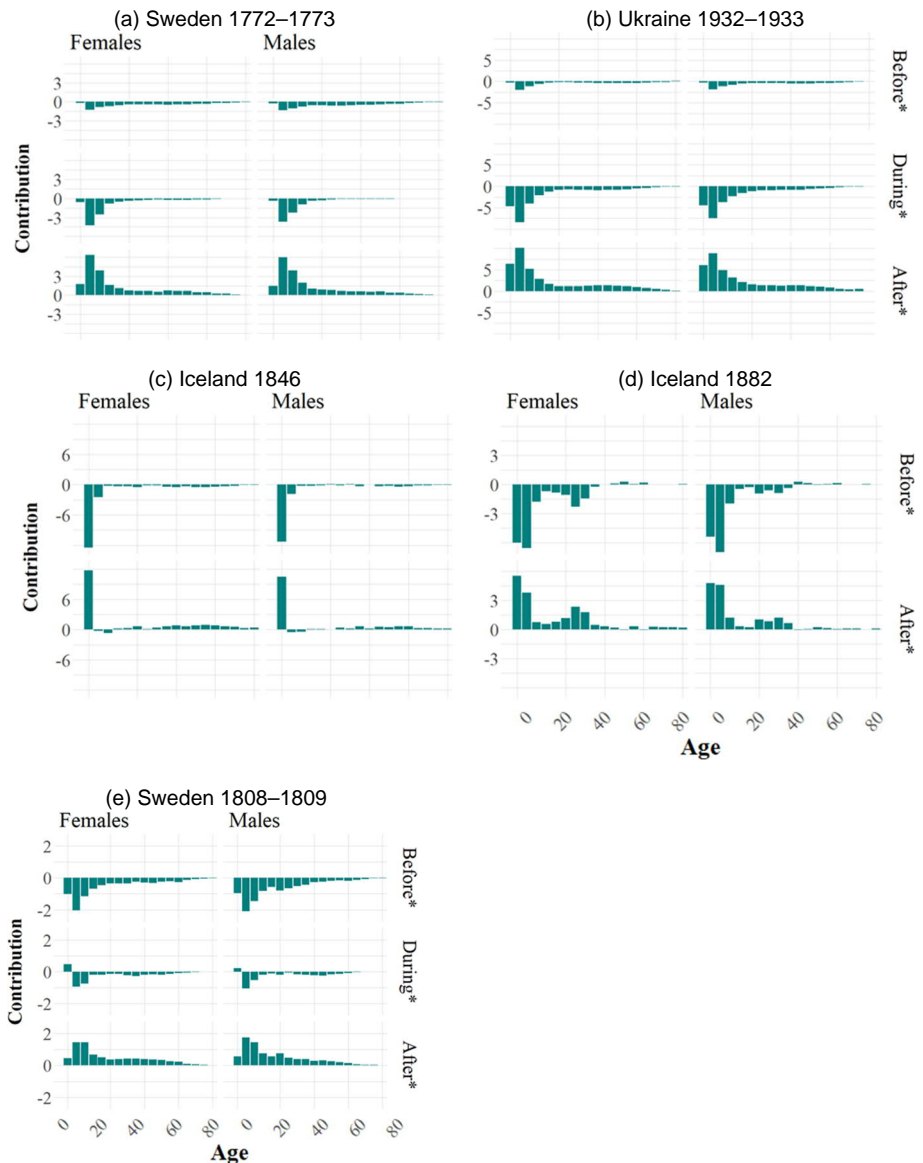 (a) Sweden 1772–1773
Females Males
3
0
-3
3
0
-3
3
0
-3
Contribution
(b) Ukraine 1932–1933
5
0
-5
5
0
-5
5
0
-5
Before*
During*
After*
(c) Iceland 1846
Females Males
6
0
-6
6
0
-6
Contribution
(d) Iceland 1882
Females Males
3
0
-3
3
0
-3
Before*
After*
0 20 40 60 80 0 20 40 60 80
Age
(e) Sweden 1808–1809
Females Males
2
0
-2
2
0
-2
2
0
-2
Contribution
Before*
During*
After*
0 20 40 60 80 0 20 40 60 80
Age